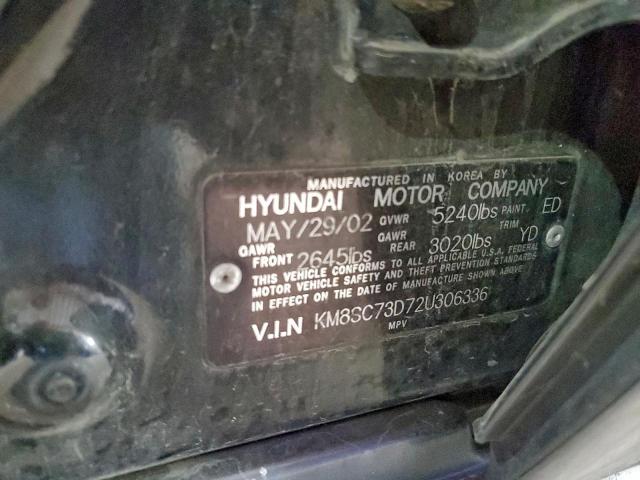 MANUFACTURED IN KOREA BY
HYUNDAI MOTOR COMPANY
MAY/29/02 GVWR 5240lbs PAINT ED
GAWR FRONT 2645lbs GAWR REAR 3020lbs TRIM YD
THIS VEHICLE CONFORMS TO ALL APPLICABLE U.S.A. FEDERAL
MOTOR VEHICLE SAFETY AND THEFT PREVENTION STANDARDS
IN EFFECT ON THE DATE OF MANUFACTURE SHOWN ABOVE.
V.I.N KM8SC73D72U306336
MPV